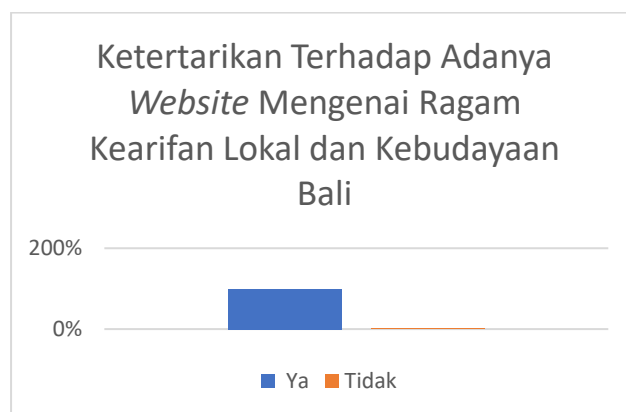 Ketertarikan Terhadap Adanya
Website Mengenai Ragam
Kearifan Lokal dan Kebudayaan
Bali
200%
0%
Ya Tidak